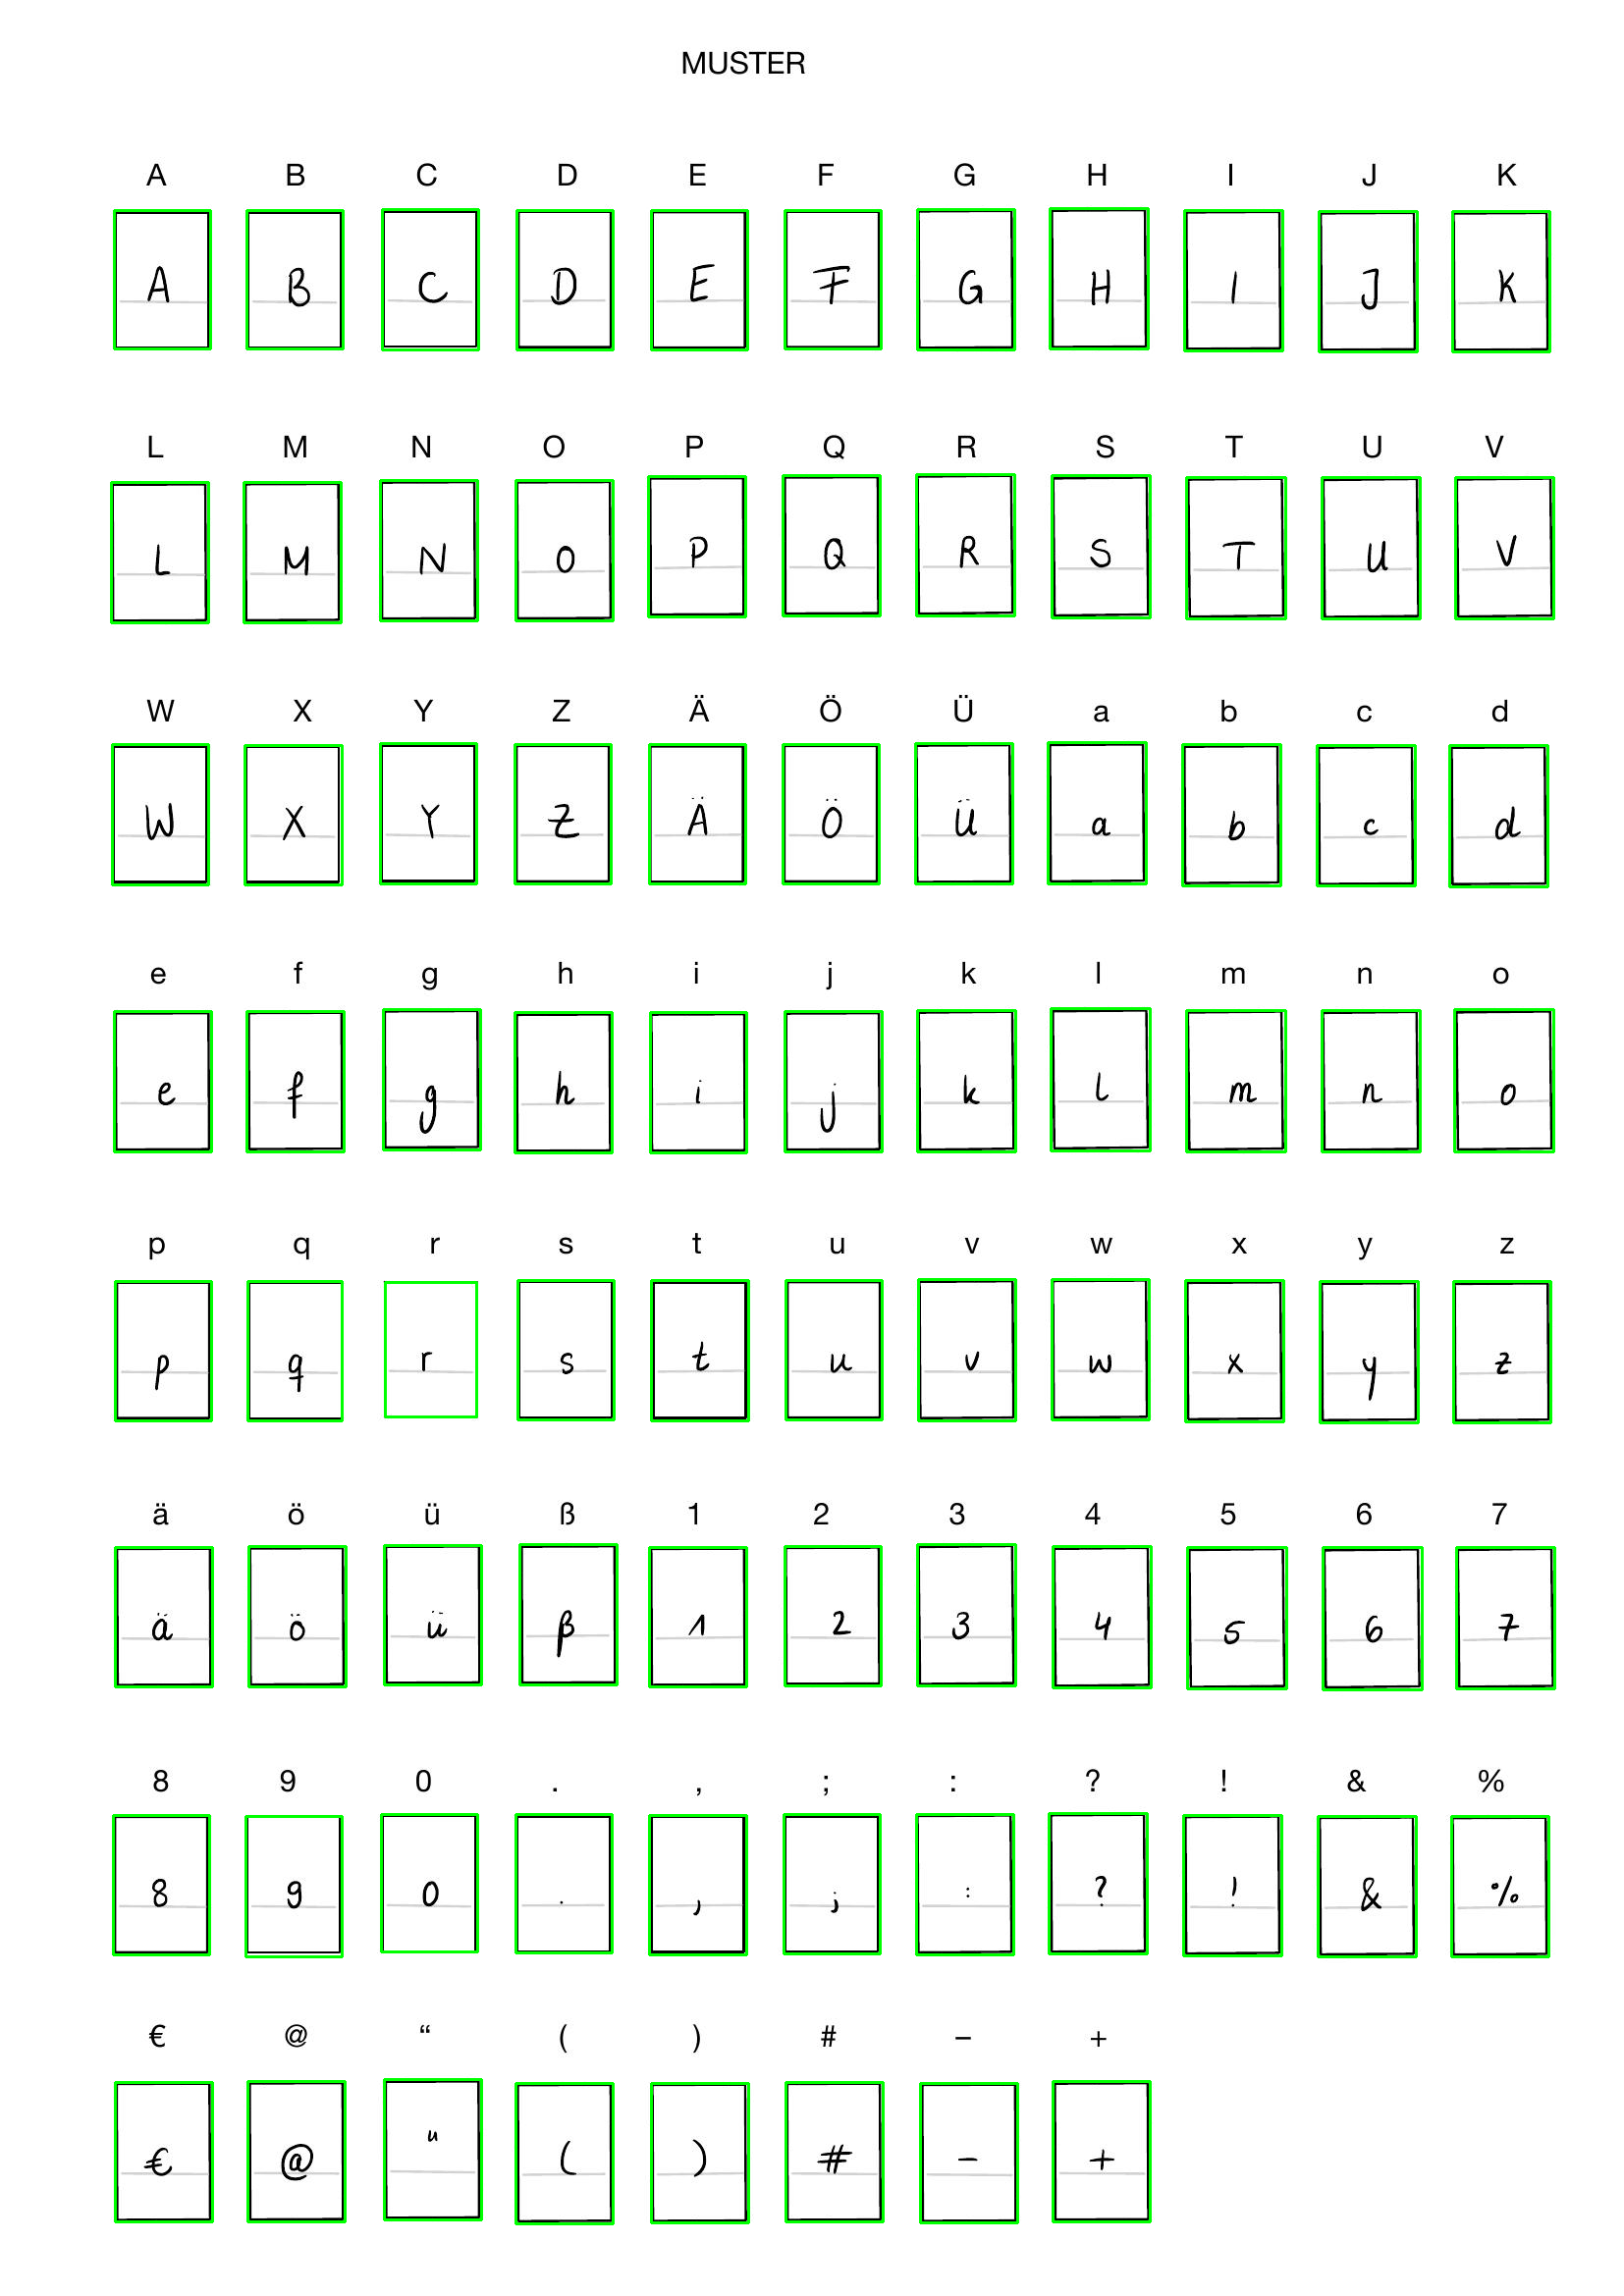 MUSTER
A B C D E F G H I J K
A B C D E F G H I J K
L M N O P Q R S T U V
L M N O P Q R S T U V
W X Y Z Ä Ö Ü a b c d
W X Y Z Ä Ö Ü a b c d
e f g h i j k l m n o
e f g h i j k l m n o
p q r s t u v w x y z
p q r s t u v w x y z
ä ö ü ß 1 2 3 4 5 6 7
ä ö ü ß 1 2 3 4 5 6 7
8 9 0 . , ; : ? ! & %
8 9 0 . , ; : ? ! & %
€ @ “ ( ) # – +
€ @ " ( ) # - +